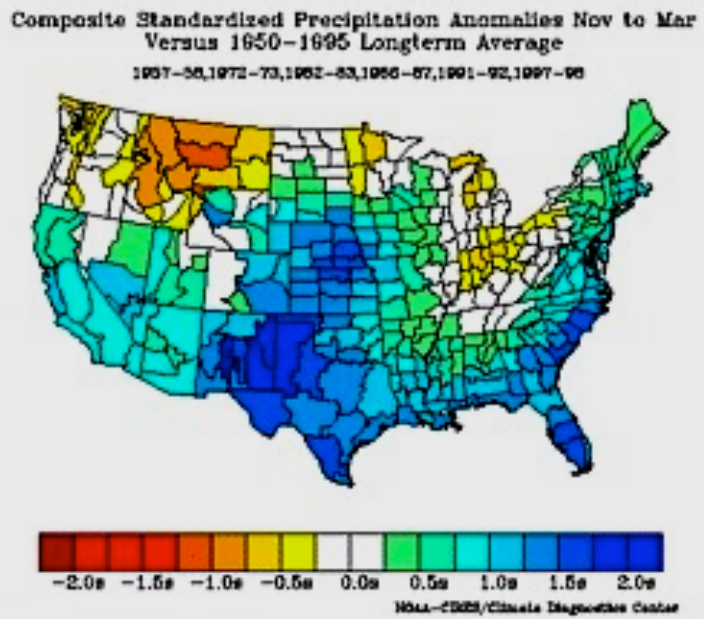 Composite Standardized Precipitation Anomalies Nov to Mar
Versus 1950-1995 Longterm Average
1957-58,1972-73,1982-83,1986-87,1991-92,1997-98
-2.0s -1.5s -1.0s -0.5s 0.0s 0.5s 1.0s 1.5s 2.0s
NOAA-CIRES/Climate Diagnostics Center